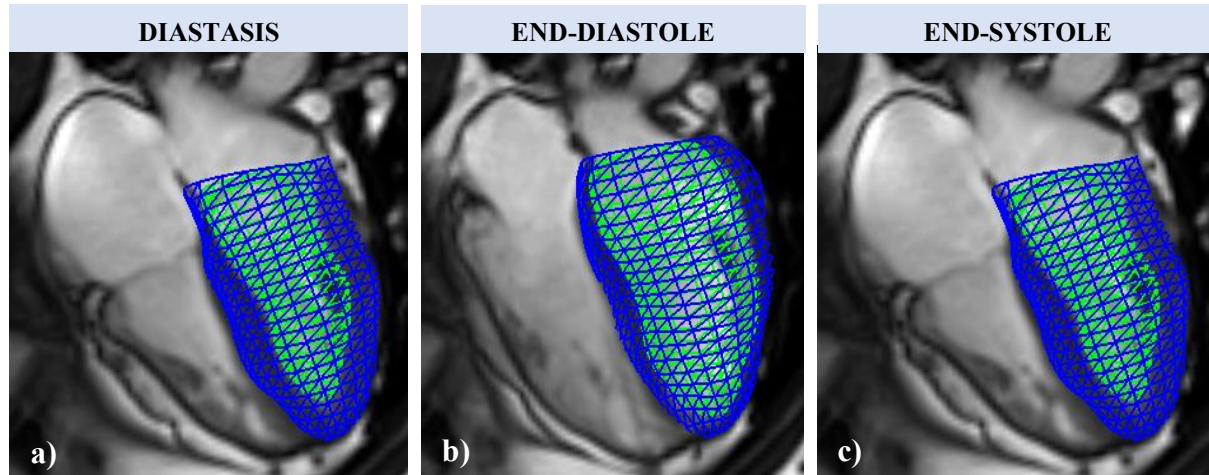 DIASTASIS
END-DIASTOLE
END-SYSTOLE
a)
b)
c)